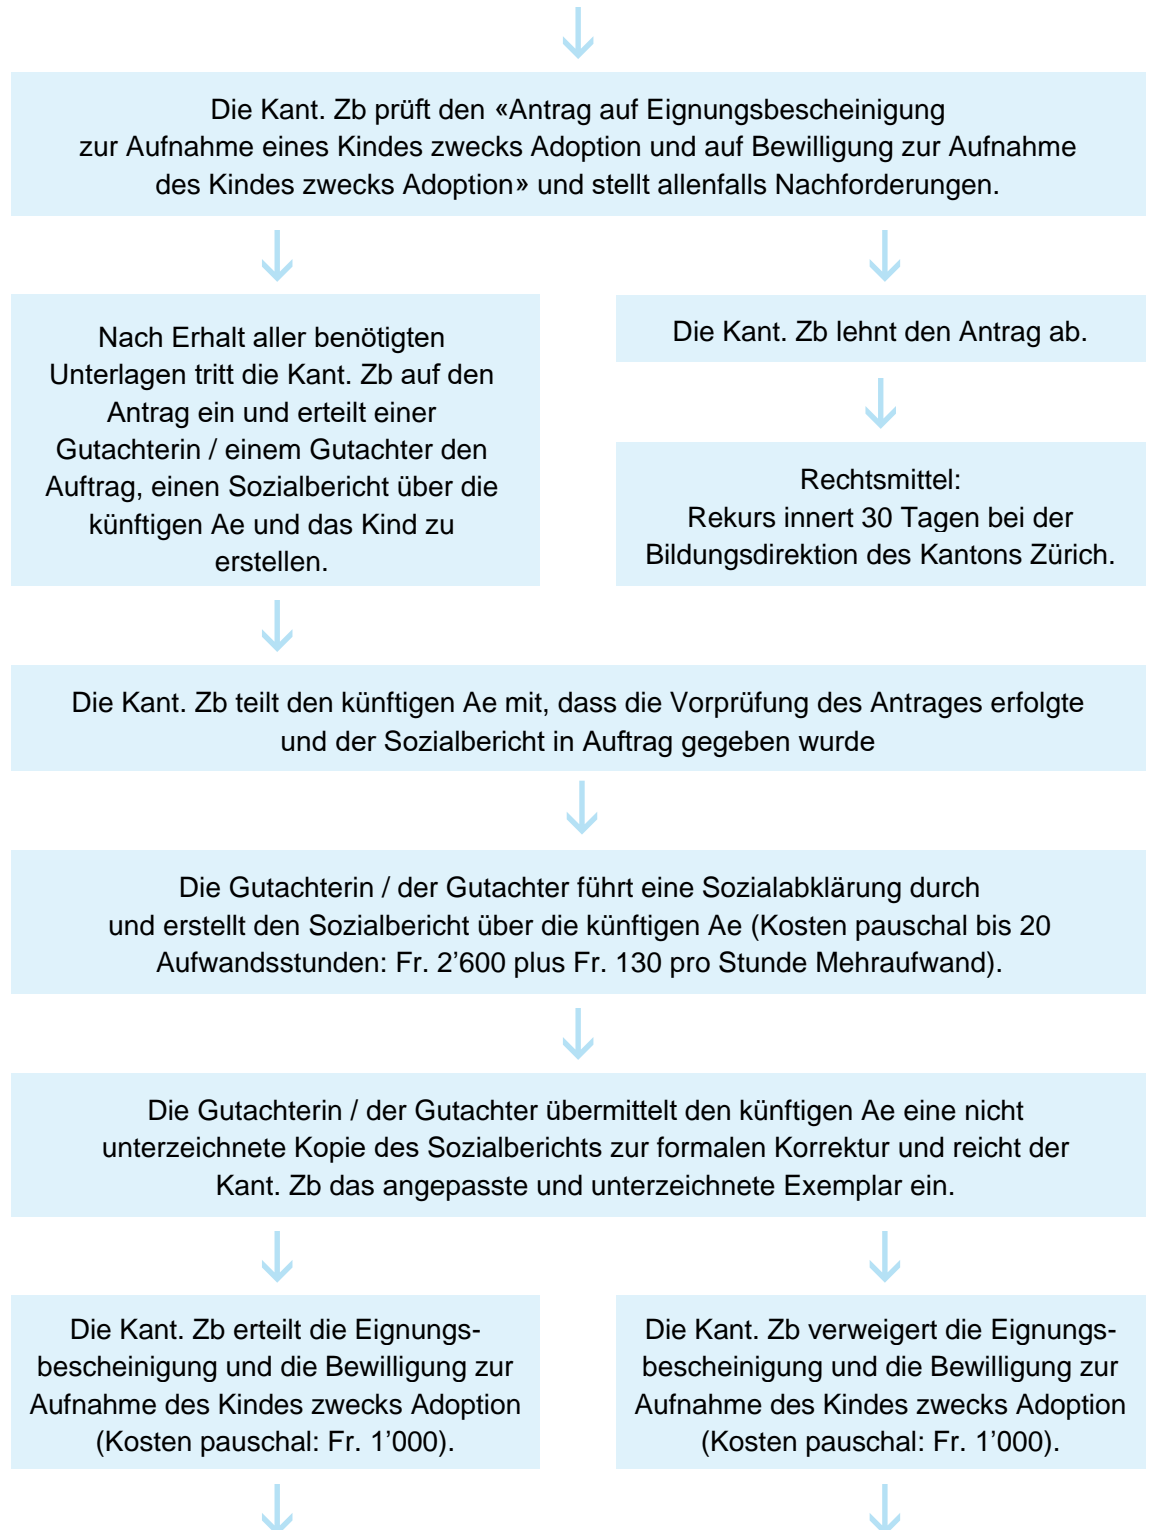 Die Kant. Zb prüft den «Antrag auf Eignungsbescheinigung
zur Aufnahme eines Kindes zwecks Adoption und auf Bewilligung zur Aufnahme
des Kindes zwecks Adoption» und stellt allenfalls Nachforderungen.
Nach Erhalt aller benötigten
Unterlagen tritt die Kant. Zb auf den
Antrag ein und erteilt einer
Gutachterin / einem Gutachter den
Auftrag, einen Sozialbericht über die
künftigen Ae und das Kind zu
erstellen.
Die Kant. Zb lehnt den Antrag ab.
Rechtsmittel:
Rekurs innert 30 Tagen bei der
Bildungsdirektion des Kantons Zürich.
Die Kant. Zb teilt den künftigen Ae mit, dass die Vorprüfung des Antrages erfolgte
und der Sozialbericht in Auftrag gegeben wurde
Die Gutachterin / der Gutachter führt eine Sozialabklärung durch
und erstellt den Sozialbericht über die künftigen Ae (Kosten pauschal bis 20
Aufwandsstunden: Fr. 2’600 plus Fr. 130 pro Stunde Mehraufwand).
Die Gutachterin / der Gutachter übermittelt den künftigen Ae eine nicht
unterzeichnete Kopie des Sozialberichts zur formalen Korrektur und reicht der
Kant. Zb das angepasste und unterzeichnete Exemplar ein.
Die Kant. Zb erteilt die Eignungs-
bescheinigung und die Bewilligung zur
Aufnahme des Kindes zwecks Adoption
(Kosten pauschal: Fr. 1’000).
Die Kant. Zb verweigert die Eignungs-
bescheinigung und die Bewilligung zur
Aufnahme des Kindes zwecks Adoption
(Kosten pauschal: Fr. 1’000).